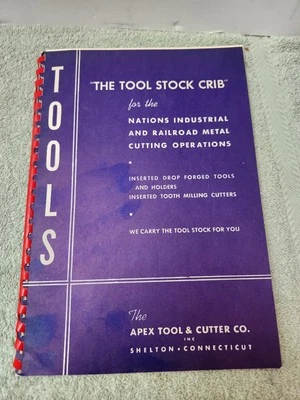 TOOLS
"THE TOOL STOCK CRIB"
for the
NATIONS INDUSTRIAL
AND RAILROAD METAL
CUTTING OPERATIONS
INSERTED DROP FORGED TOOLS
AND HOLDERS
INSERTED TOOTH MILLING CUTTERS
WE CARRY THE TOOL STOCK FOR YOU
The
APEX TOOL & CUTTER CO.
INC
SHELTON • CONNECTICUT